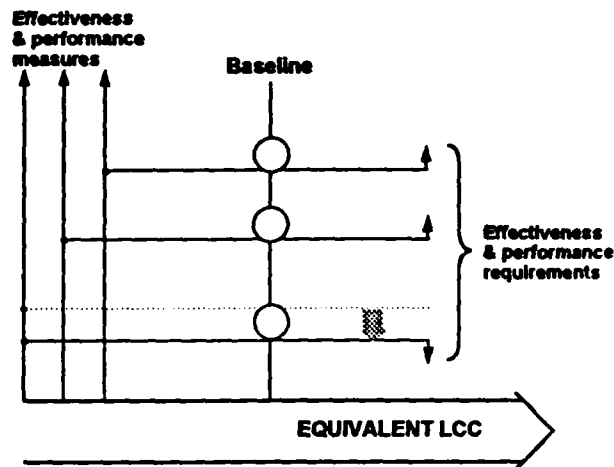 Effectiveness
& performance
measures
Baseline
Effectiveness
& performance
requirements
EQUIVALENT LCC